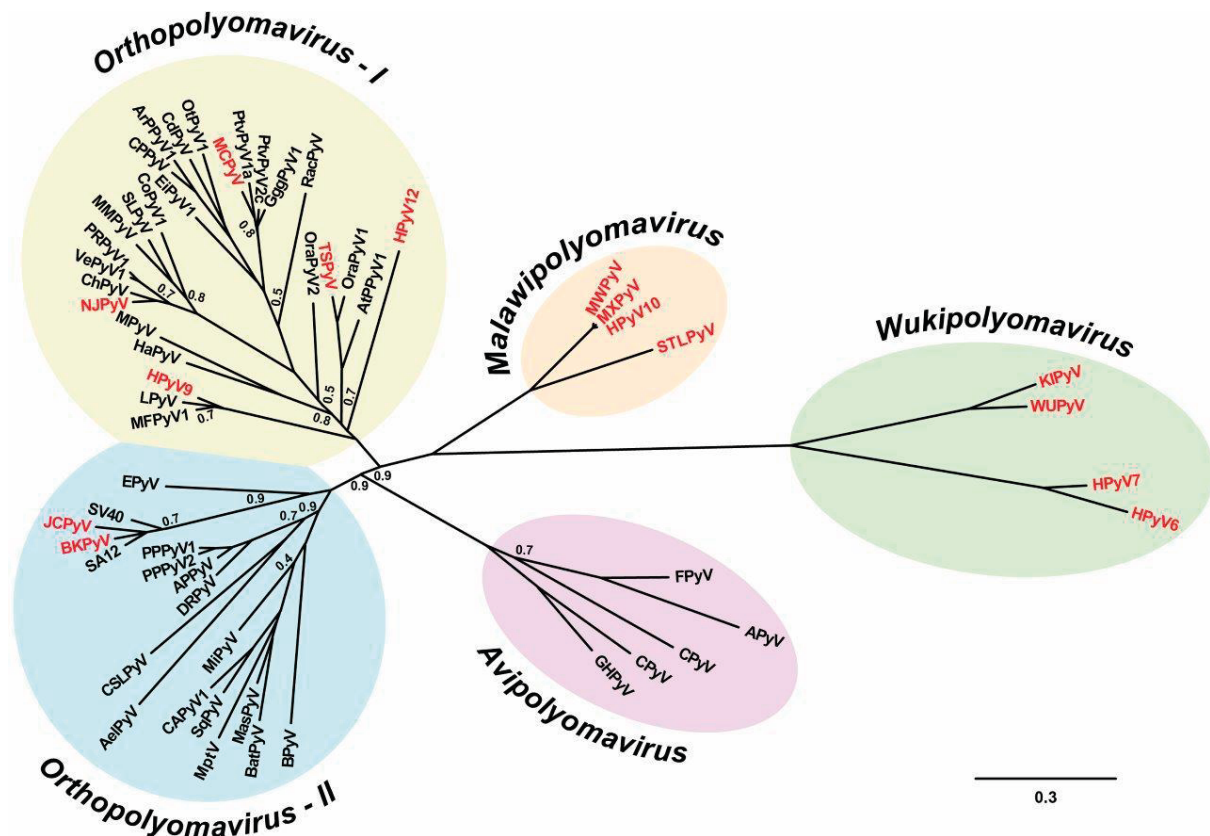 Orthopolyomavirus - I
OtPyV1
CdPyV
ArPPyV1
CPPyV
EiPyV1
MCPyV
PtvPyV1a
PtvPyV2c
GggPyV1
RacPyV
HPyV12
CoPyV1
SLPyV
MMPyV
PRPyV1
VePyV1
ChPyV
NJPyV
MPyV
HaPyV
HPyV9
LPyV
MFPyV1
OraPyV2
TSPyV
OraPyV1
AtPPyV1
0.8
0.8
0.7
0.5
0.5
0.7
0.8
0.7
Malawipolyomavirus
MWPyV
MXPyV
HPyV10
STLPyV
Wukipolyomavirus
KIPyV
WUPyV
HPyV7
HPyV6
0.9
0.9
EPyV
SV40
JCPyV
BKPyV
SA12
PPPyV1
PPPyV2
APPyV
DRPyV
CSLPyV
AelPyV
MiPyV
CAPyV1
SqPyV
MptV
MasPyV
BatPyV
BPyV
0.9
0.7
0.7
0.9
0.4
Orthopolyomavirus - II
0.7
FPyV
APyV
CPyV
CPyV
GHPyV
Avipolyomavirus
0.3